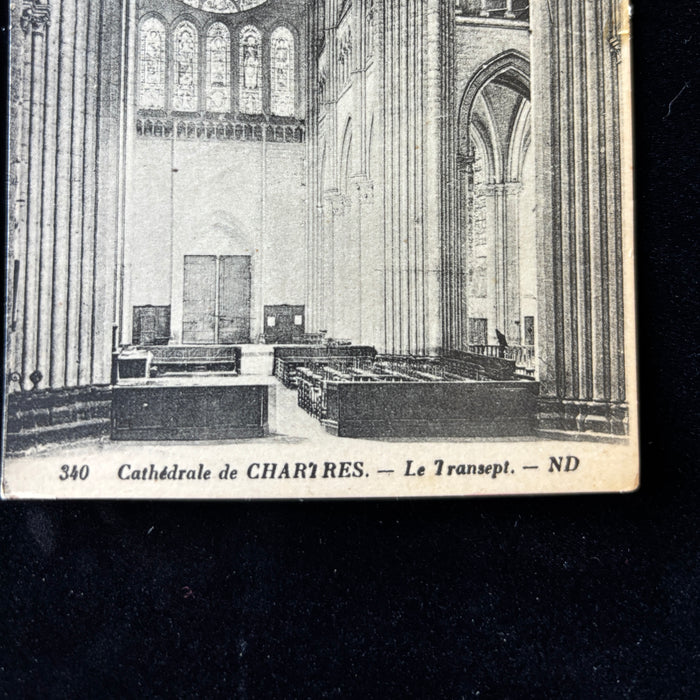 340 Cathédrale de CHARTRES. — Le Transept. — ND